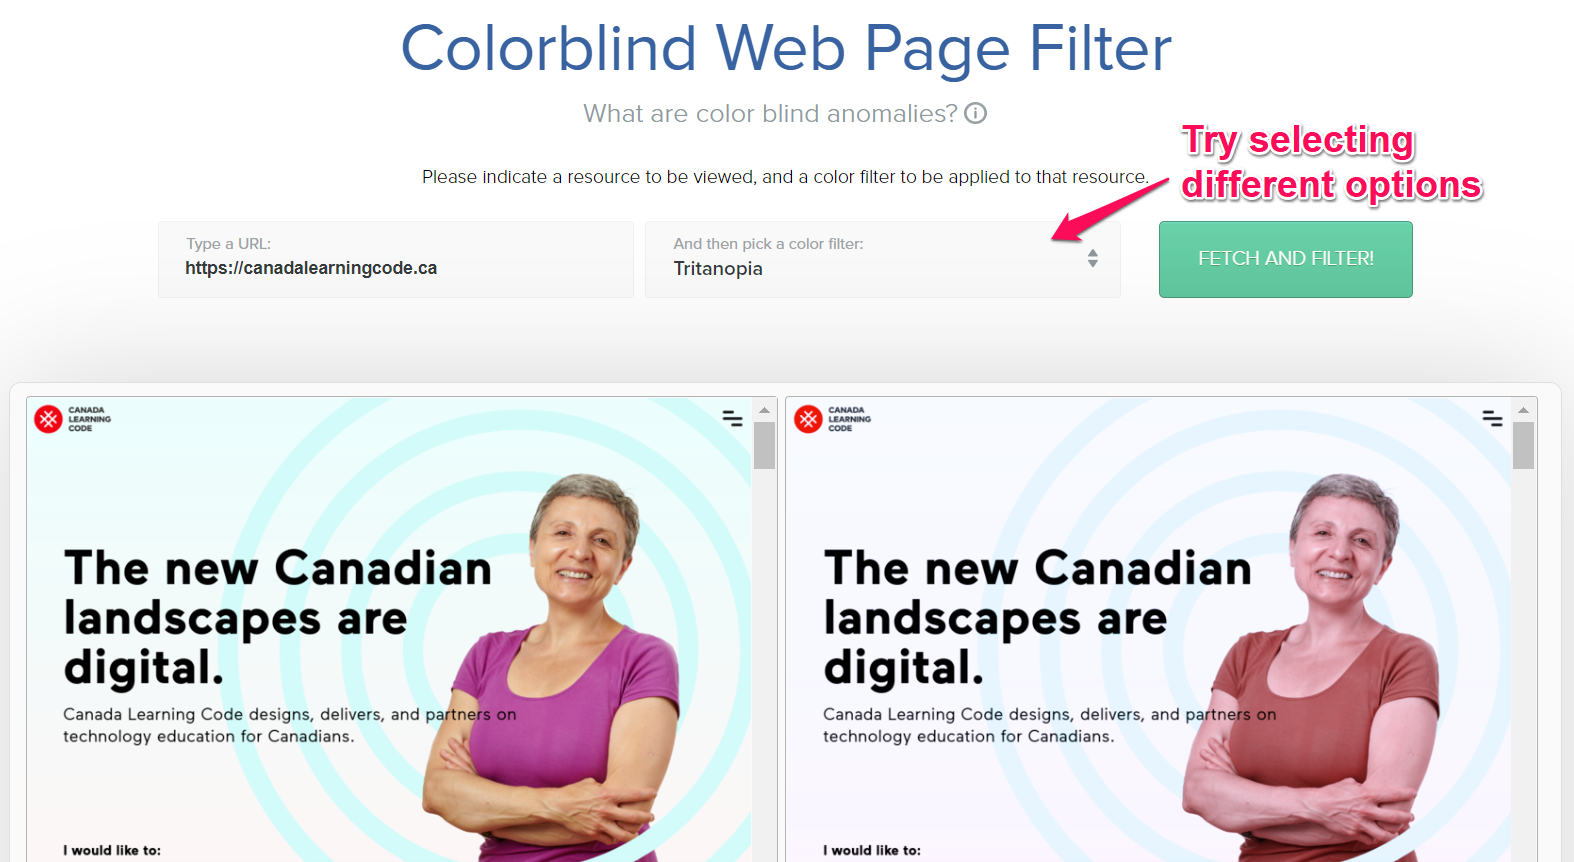 Colorblind Web Page Filter
What are color blind anomalies?
Try selecting
different options
Please indicate a resource to be viewed, and a color filter to be applied to that resource.
Type a URL:
https://canadalearningcode.ca
And then pick a color filter:
Tritanopia
FETCH AND FILTER!
CANADA
LEARNING
CODE
The new Canadian
landscapes are
digital.
Canada Learning Code designs, delivers, and partners on
technology education for Canadians.
I would like to:
CANADA
LEARNING
CODE
The new Canadian
landscapes are
digital.
Canada Learning Code designs, delivers, and partners on
technology education for Canadians.
I would like to: